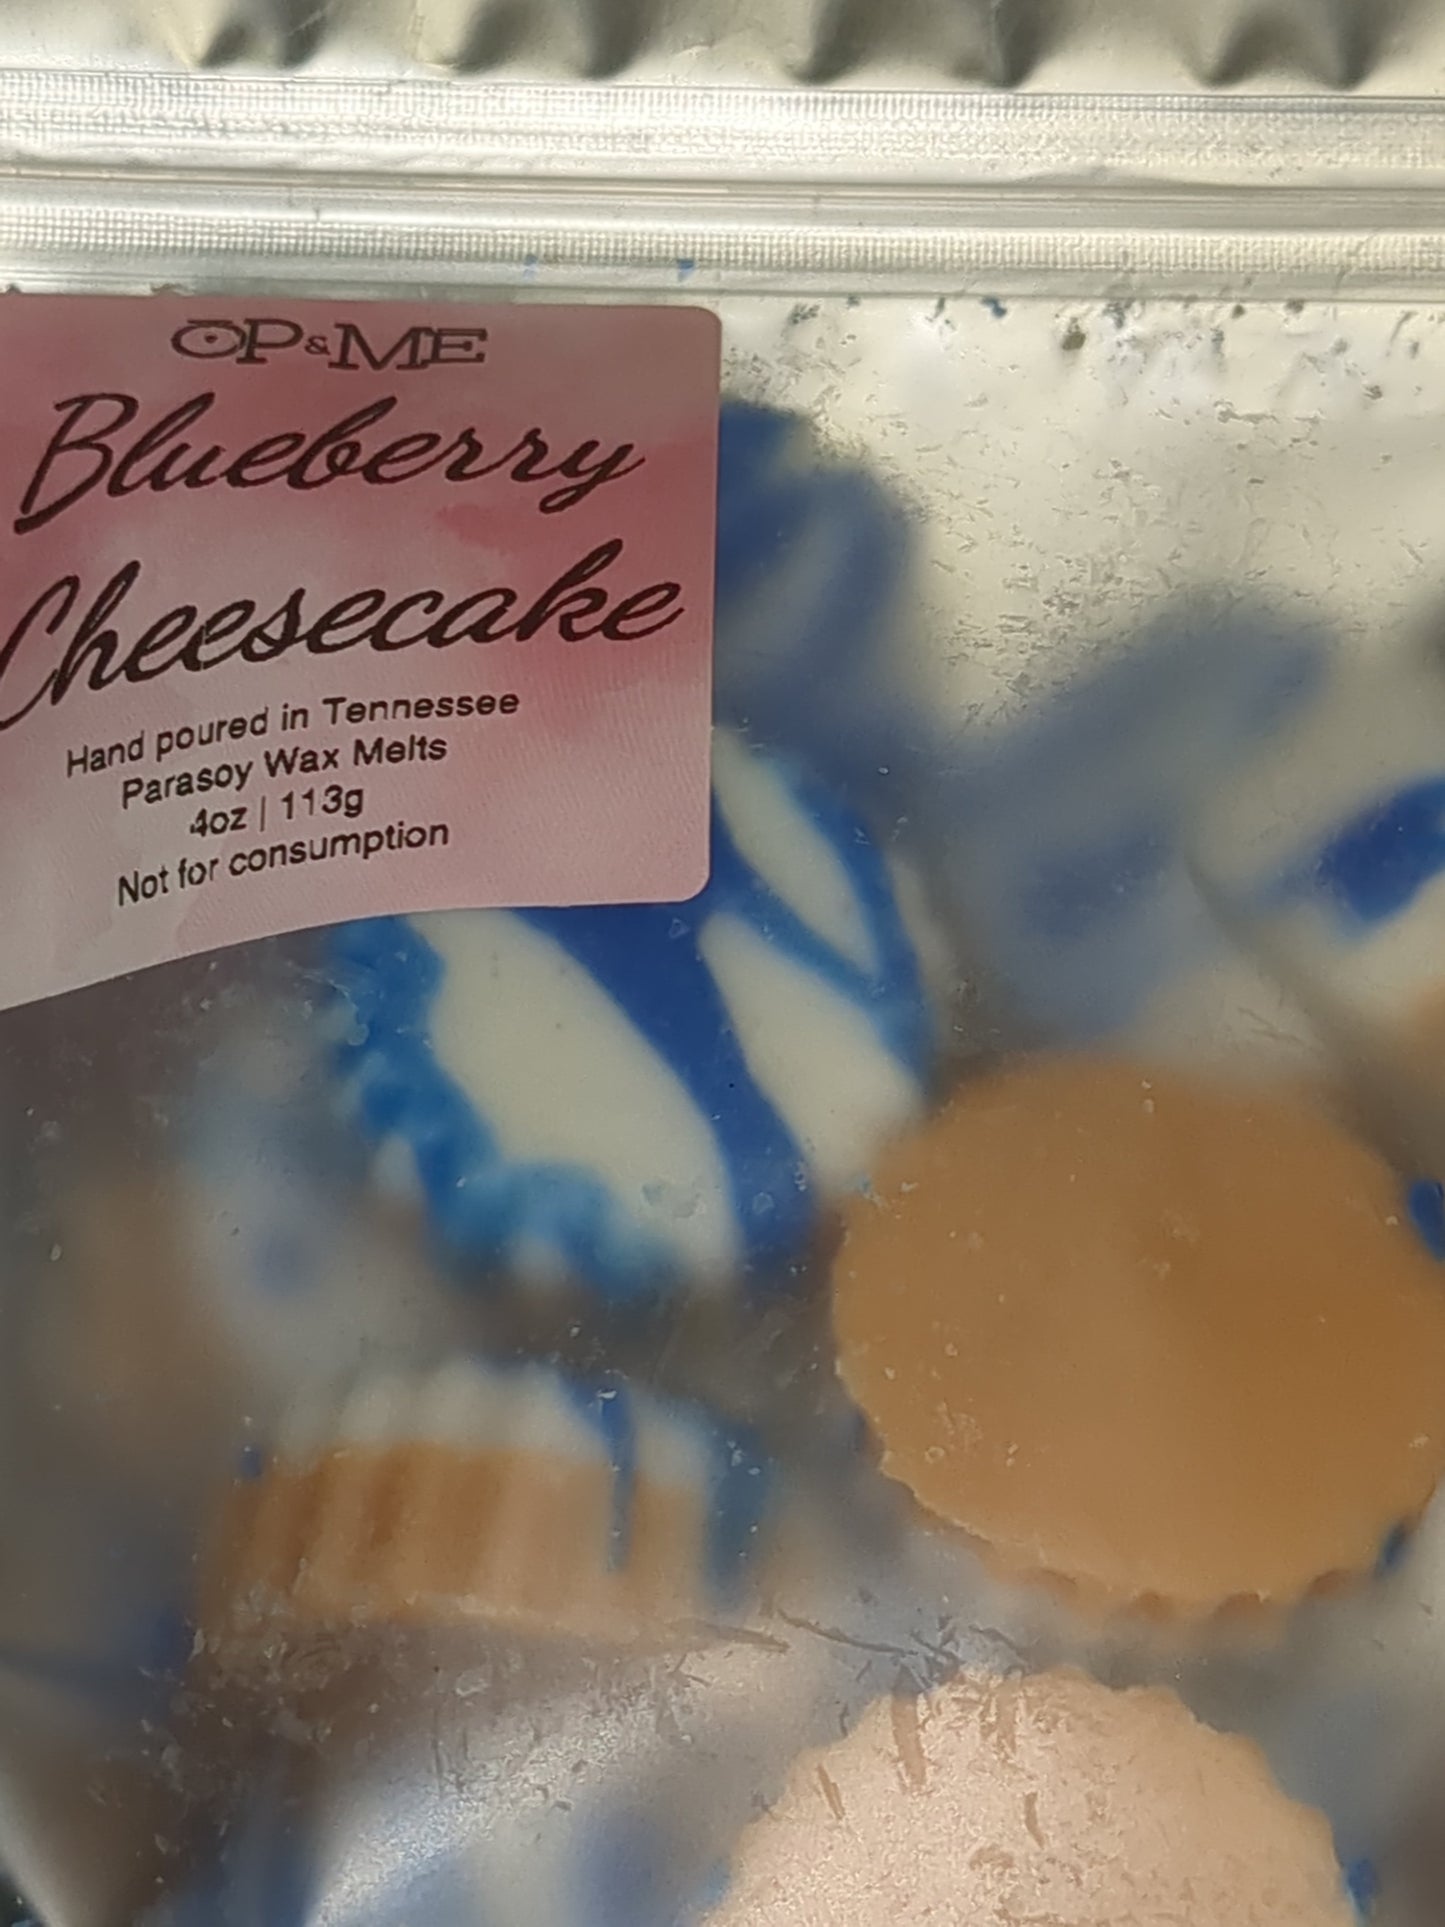 OP&ME
Blueberry
Cheesecake
Hand poured in Tennessee
Parasoy Wax Melts
4oz | 113g
Not for consumption